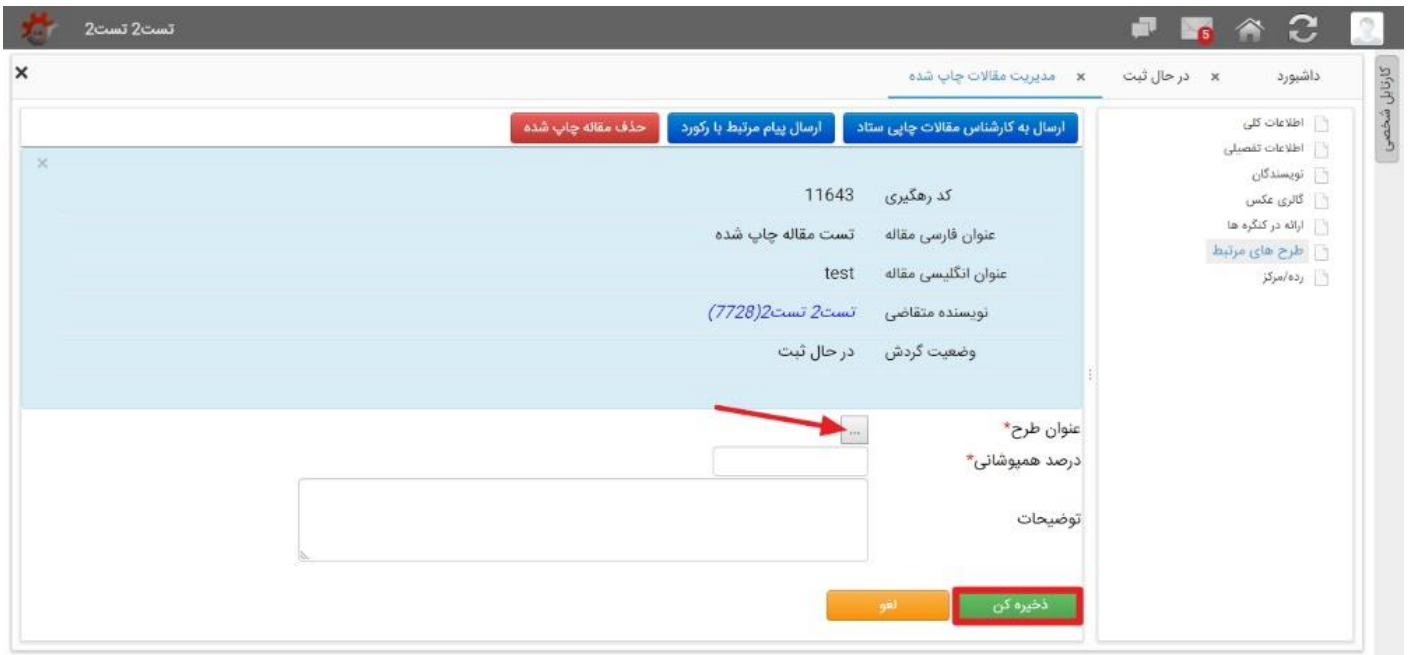 تست2 تست2
5
کارتابل شخصی
داشبورد
در حال ثبت ×
مدیریت مقالات چاپ شده ×
×
اطلاعات کلی
اطلاعات تفصیلی
نویسندگان
گالری عکس
ارائه در کنگره ها
طرح های مرتبط
رده/مرکز
ارسال به کارشناس مقالات چاپی ستاد
ارسال پیام مرتبط با رکورد
حذف مقاله چاپ شده
×
کد رهگیری 11643
عنوان فارسی مقاله تست مقاله چاپ شده
عنوان انگلیسی مقاله test
نویسنده متقاضی تست2 تست2(7728)
وضعیت گردش در حال ثبت
عنوان طرح* ...
درصد همپوشانی*
توضیحات
ذخیره کن
لغو